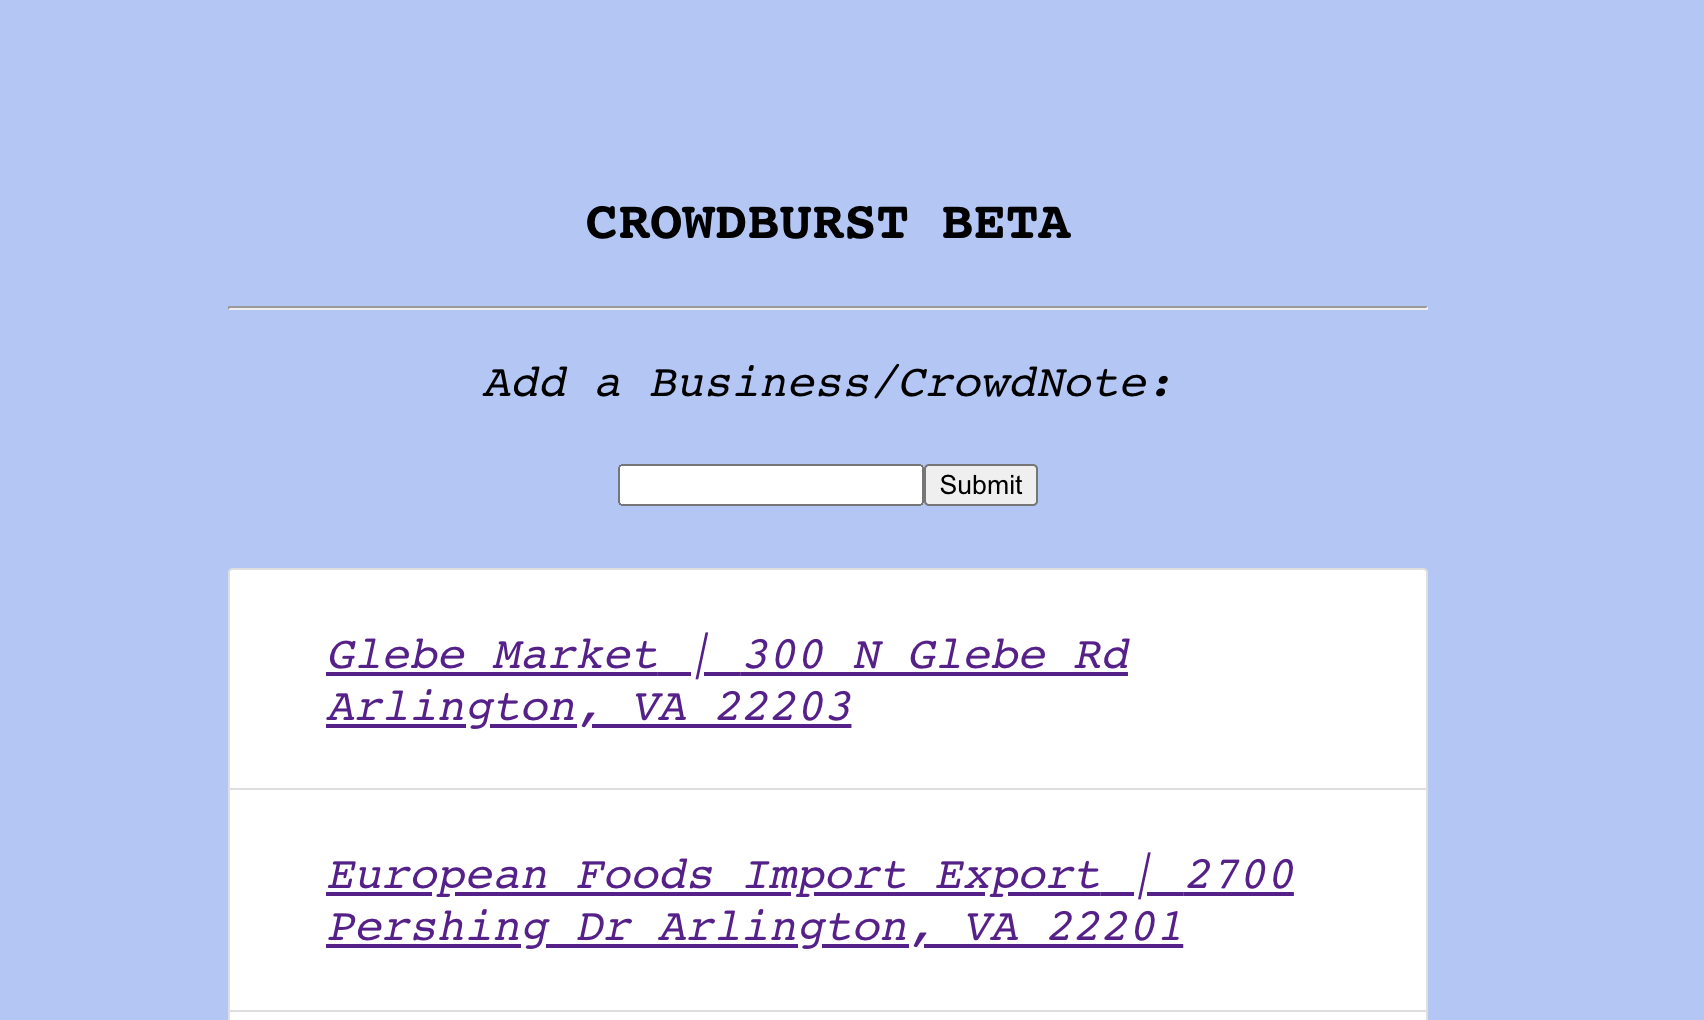 CROWDBURST BETA
Add a Business/CrowdNote:
Submit
Glebe Market | 300 N Glebe Rd
Arlington, VA 22203
European Foods Import Export | 2700
Pershing Dr Arlington, VA 22201